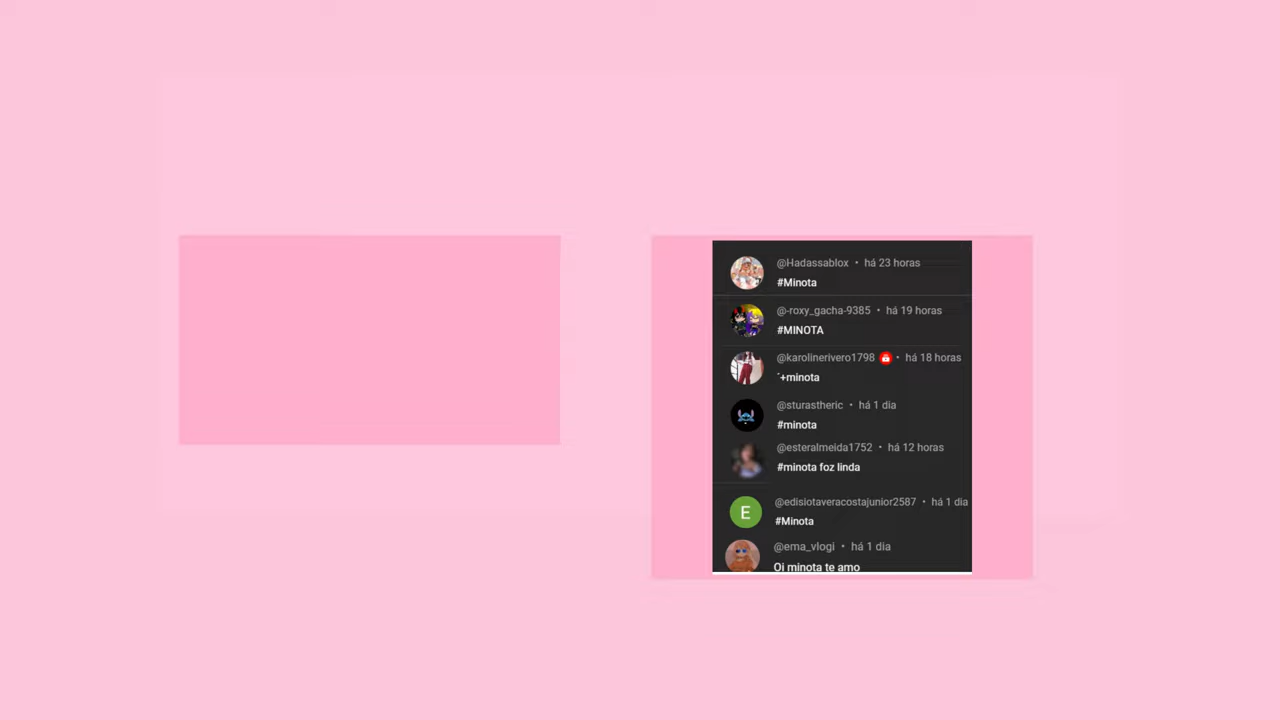 @Hadassablox • há 23 horas
#Minota
@-roxy_gacha-9385 • há 19 horas
#MINOTA
@karolinerivero1798 • há 18 horas
´+minota
@sturastheric • há 1 dia
#minota
@esteralmeida1752 • há 12 horas
#minota foz linda
E
@edisiotaveracostajunior2587 • há 1 dia
#Minota
@ema_vlogi • há 1 dia
Oi minota te amo